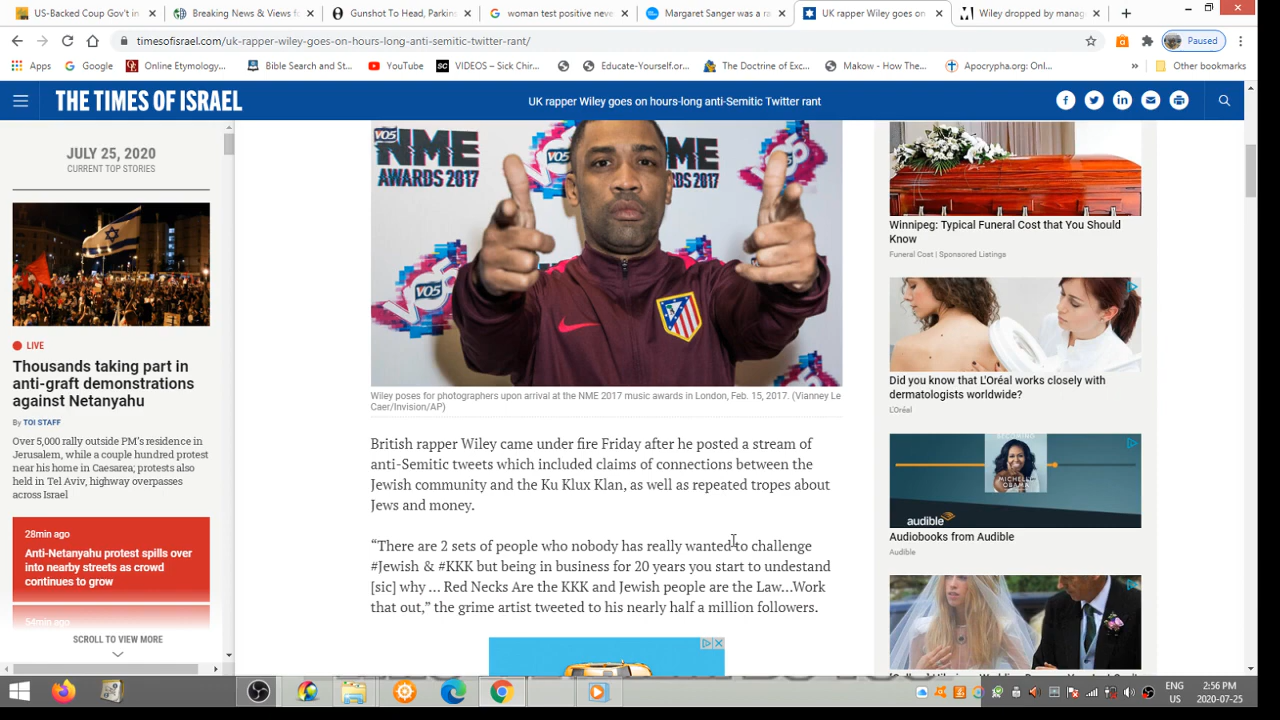 US-Backed Coup Gov't in
Breaking News & Views f
Gunshot To Head, Parkin
woman test positive neve
Margaret Sanger was a ra
UK rapper Wiley goes on
Wiley dropped by manag
timesofisrael.com/uk-rapper-wiley-goes-on-hours-long-anti-semitic-twitter-rant/
Paused
Apps
Google
Online Etymology...
Bible Search and St...
YouTube
VIDEOS – Sick Chir...
Educate-Yourself.or...
The Doctrine of Exc...
Makow - How The...
Apocrypha.org: Onl...
»
Other bookmarks
THE TIMES OF ISRAEL
UK rapper Wiley goes on hours-long anti-Semitic Twitter rant
JULY 25, 2020
CURRENT TOP STORIES
LIVE
Thousands taking part in
anti-graft demonstrations
against Netanyahu
By TOI STAFF
Over 5,000 rally outside PM's residence in
Jerusalem, while a couple hundred protest
near his home in Caesarea; protests also
held in Tel Aviv, highway overpasses
across Israel
28min ago
Anti-Netanyahu protest spills over
into nearby streets as crowd
continues to grow
54min ago
SCROLL TO VIEW MORE
VO5
NME
AWARDS 2017
VO5
ME
DS 2017
VO5
VO5
Wiley poses for photographers upon arrival at the NME 2017 music awards in London, Feb. 15, 2017. (Vianney Le
Caer/Invision/AP)
British rapper Wiley came under fire Friday after he posted a stream of
anti-Semitic tweets which included claims of connections between the
Jewish community and the Ku Klux Klan, as well as repeated tropes about
Jews and money.
“There are 2 sets of people who nobody has really wanted to challenge
#Jewish & #KKK but being in business for 20 years you start to undestand
[sic] why … Red Necks Are the KKK and Jewish people are the Law…Work
that out,” the grime artist tweeted to his nearly half a million followers.
Winnipeg: Typical Funeral Cost that You Should
Know
Funeral Cost | Sponsored Listings
Did you know that L'Oréal works closely with
dermatologists worldwide?
L'Oréal
BECOMING
MICHELLE
OBAMA
audible
Audiobooks from Audible
Audible
ENG
US
2:56 PM
2020-07-25